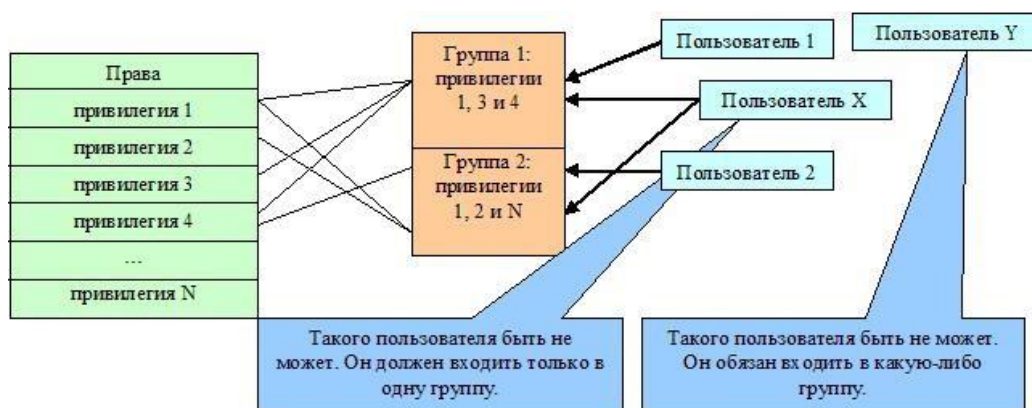 Права
привилегия 1
привилегия 2
привилегия 3
привилегия 4
...
привилегия N
Группа 1:
привилегии
1, 3 и 4
Группа 2:
привилегии
1, 2 и N
Пользователь 1
Пользователь X
Пользователь 2
Пользователь Y
Такого пользователя быть не
может. Он должен входить только в
одну группу.
Такого пользователя быть не может.
Он обязан входить в какую-либо
группу.